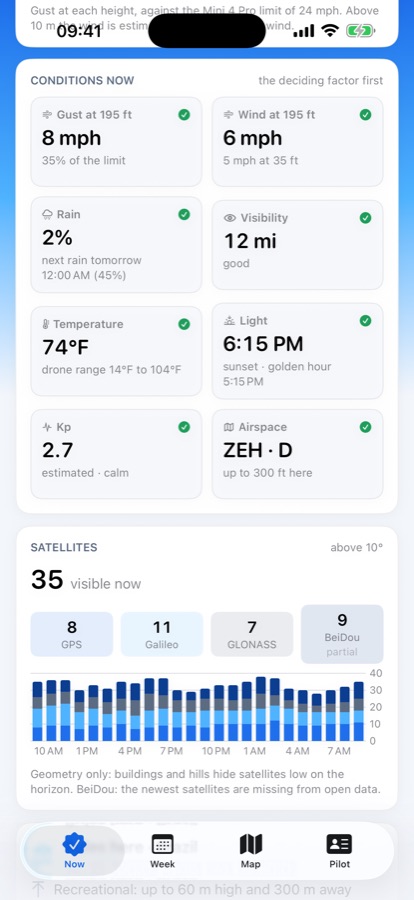 Gust at each height, against the Mini 4 Pro limit of 24 mph. Above
10 m the wind is estim wind.
09:41
CONDITIONS NOW
the deciding factor first
Gust at 195 ft
8 mph
35% of the limit
Wind at 195 ft
6 mph
5 mph at 35 ft
Rain
2%
next rain tomorrow
12:00 AM (45%)
Visibility
12 mi
good
Temperature
74°F
drone range 14°F to 104°F
Light
6:15 PM
sunset · golden hour
5:15 PM
Kp
2.7
estimated · calm
Airspace
ZEH · D
up to 300 ft here
SATELLITES
above 10°
35 visible now
8
GPS
11
Galileo
7
GLONASS
9
BeiDou
partial
40
30
20
10
0
10 AM 1 PM 4 PM 7 PM 10 PM 1 AM 4 AM 7 AM
Geometry only: buildings and hills hide satellites low on the
horizon. BeiDou: the newest satellites are missing from open data.
Now
Week
Map
Pilot
Recreational: up to 60 m high and 300 m away